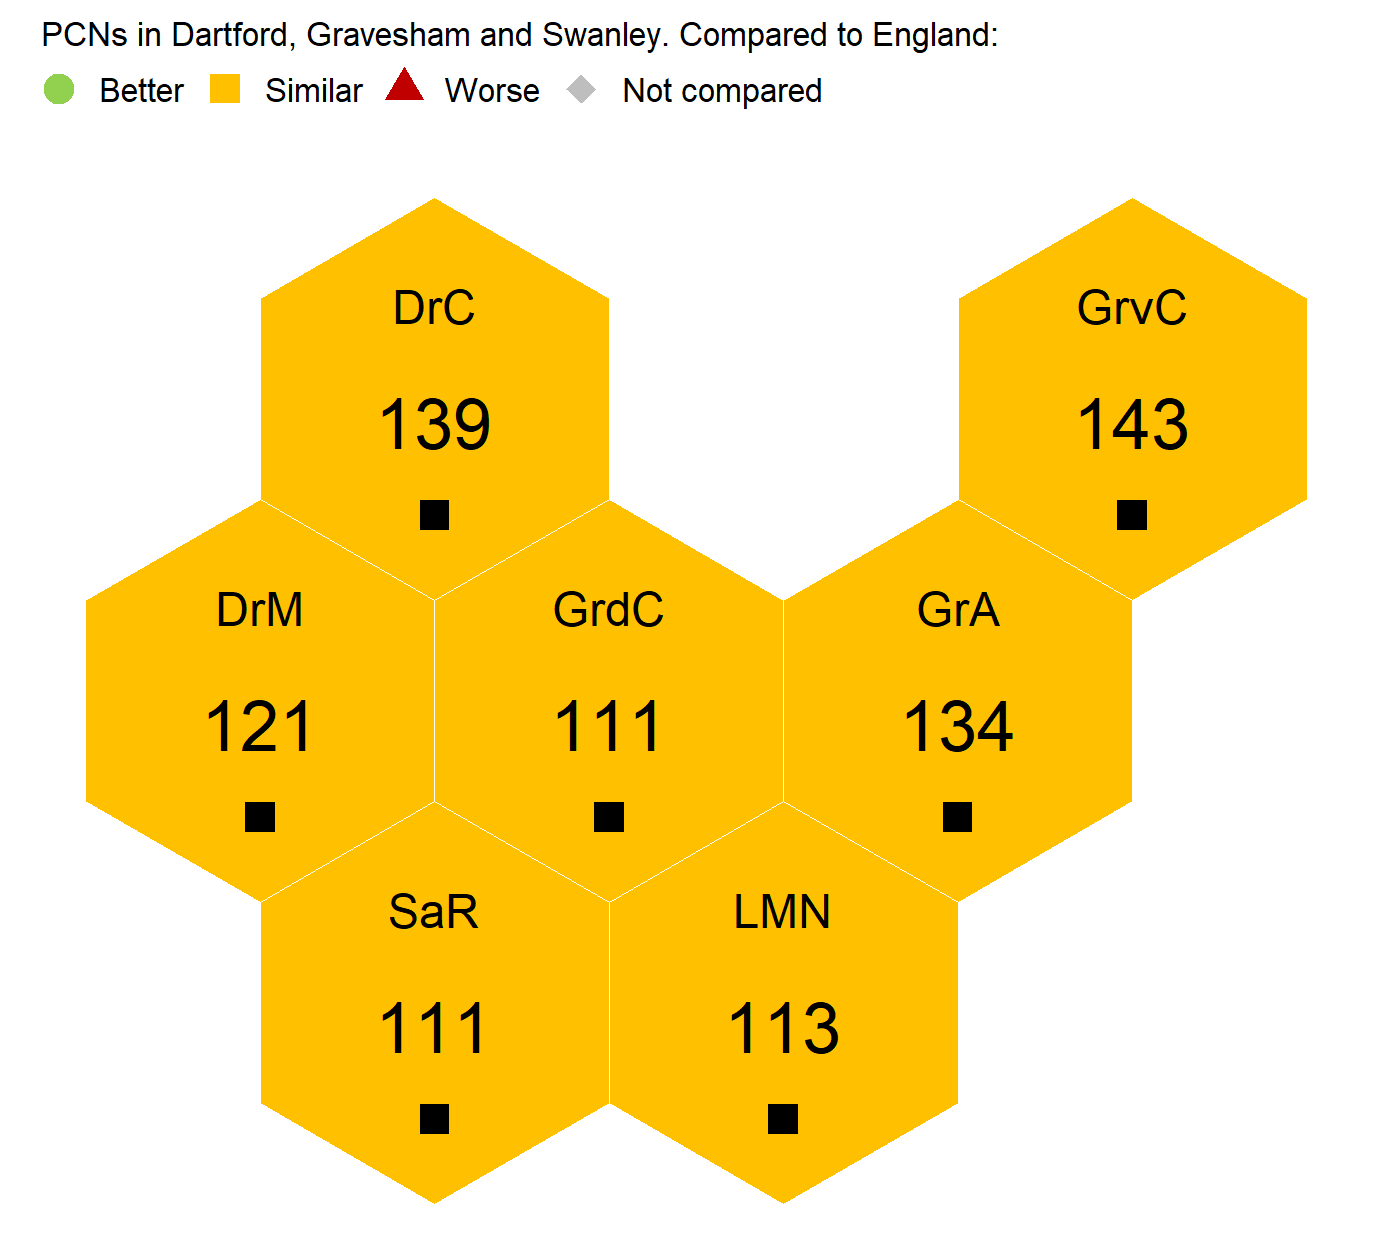 PCNs in Dartford, Gravesham and Swanley. Compared to England:
Better Similar Worse Not compared
DrC GrvC
139 143
DrM GrdC GrA
121 111 134
SaR LMN
111 113